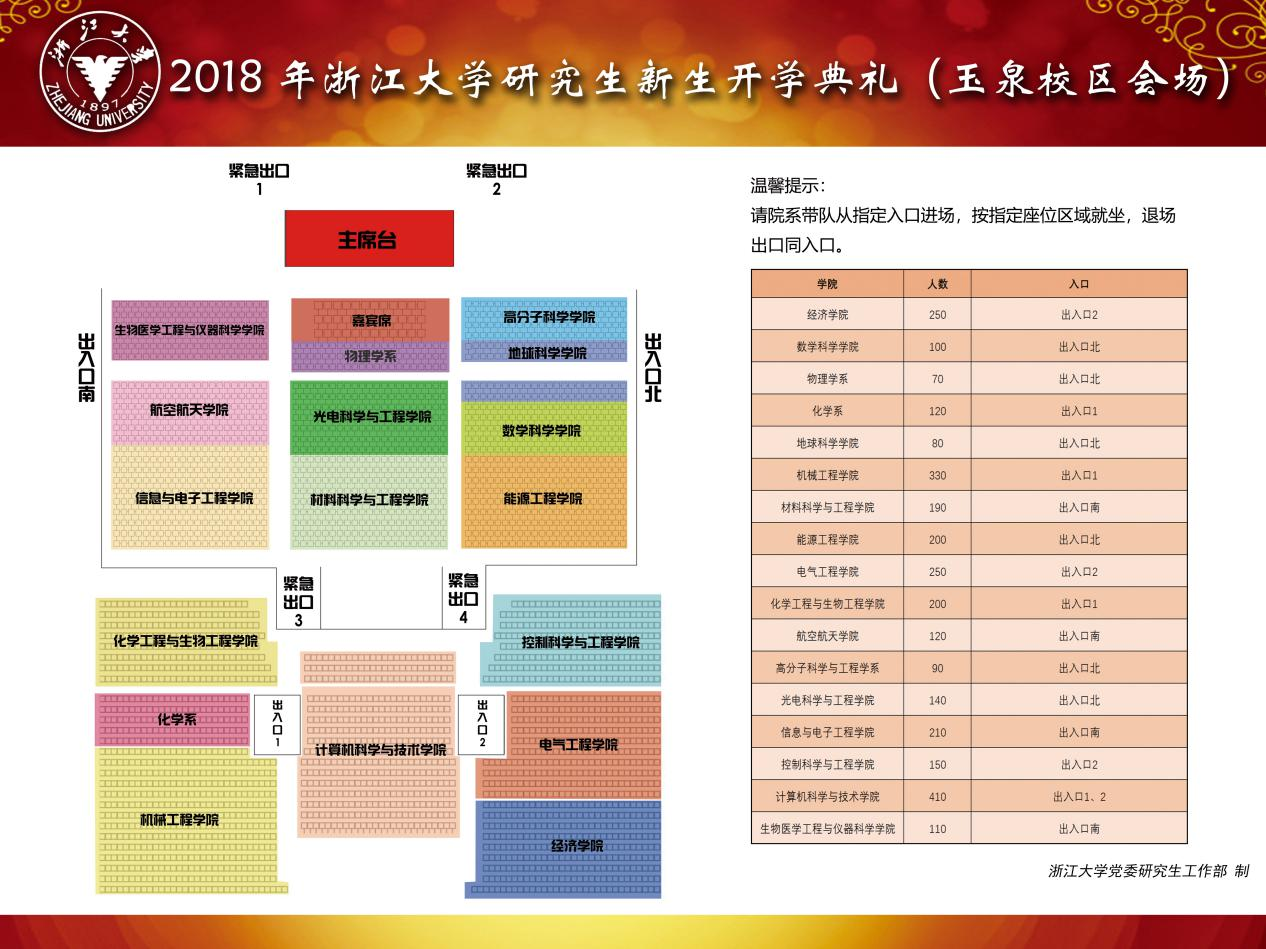 浙江大学
1897
ZHEJIANG UNIVERSITY
2018 年浙江大学研究生新生开学典礼（玉泉校区会场）
紧急出口
1
紧急出口
2
主席台
出入口南
生物医学工程与仪器科学学院
嘉宾席
物理学系
高分子科学学院
地球科学学院
出入口北
航空航天学院
光电科学与工程学院
数学科学学院
信息与电子工程学院
材料科学与工程学院
能源工程学院
紧急
出口
3
紧急
出口
4
化学工程与生物工程学院
控制科学与工程学院
化学系
出入口1
计算机科学与技术学院
出入口2
电气工程学院
机械工程学院
经济学院
温馨提示：
请院系带队从指定入口进场，按指定座位区域就坐，退场
出口同入口。
学院 人数 入口
经济学院 250 出入口2
数学科学学院 100 出入口北
物理学系 70 出入口北
化学系 120 出入口1
地球科学学院 80 出入口北
机械工程学院 330 出入口1
材料科学与工程学院 190 出入口南
能源工程学院 200 出入口北
电气工程学院 250 出入口2
化学工程与生物工程学院 200 出入口1
航空航天学院 120 出入口南
高分子科学与工程学系 90 出入口北
光电科学与工程学院 140 出入口北
信息与电子工程学院 210 出入口南
控制科学与工程学院 150 出入口2
计算机科学与技术学院 410 出入口1、2
生物医学工程与仪器科学学院 110 出入口南
浙江大学党委研究生工作部 制